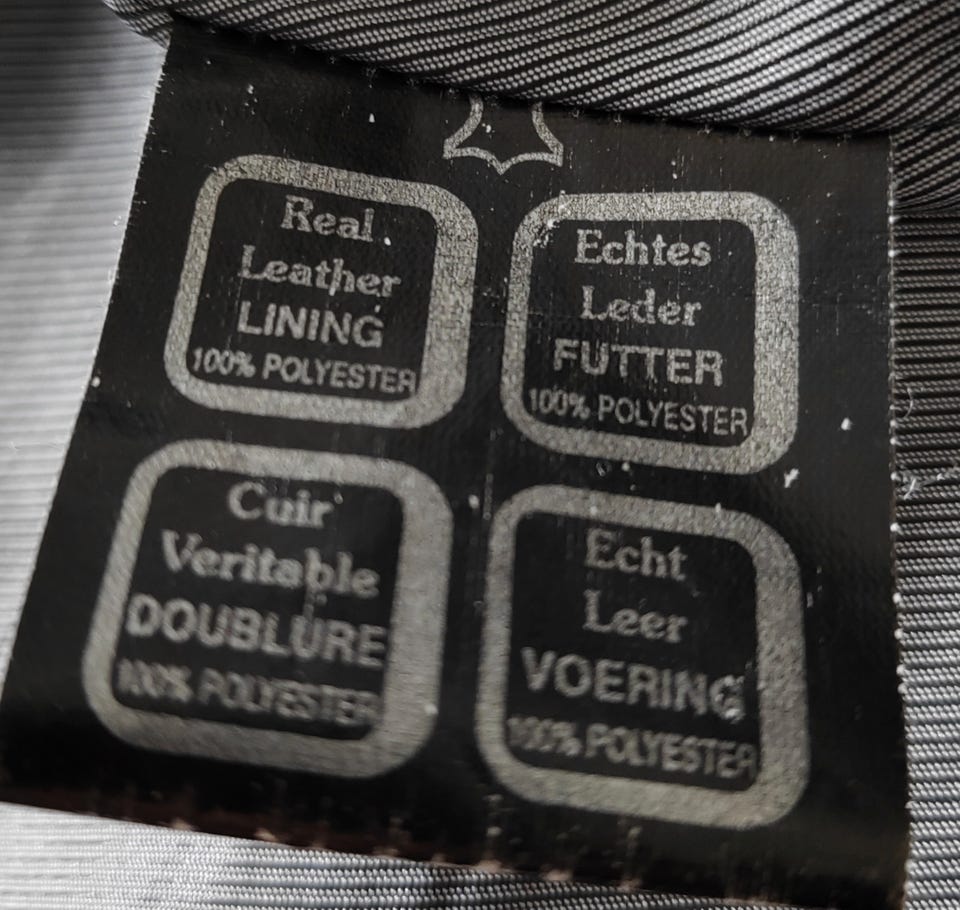 Real
Leather
LINING
100% POLYESTER
Echtes
Leder
FUTTER
100% POLYESTER
Cuir
Veritable
DOUBLURE
100% POLYESTER
Echt
Leer
VOERING
100% POLYESTER